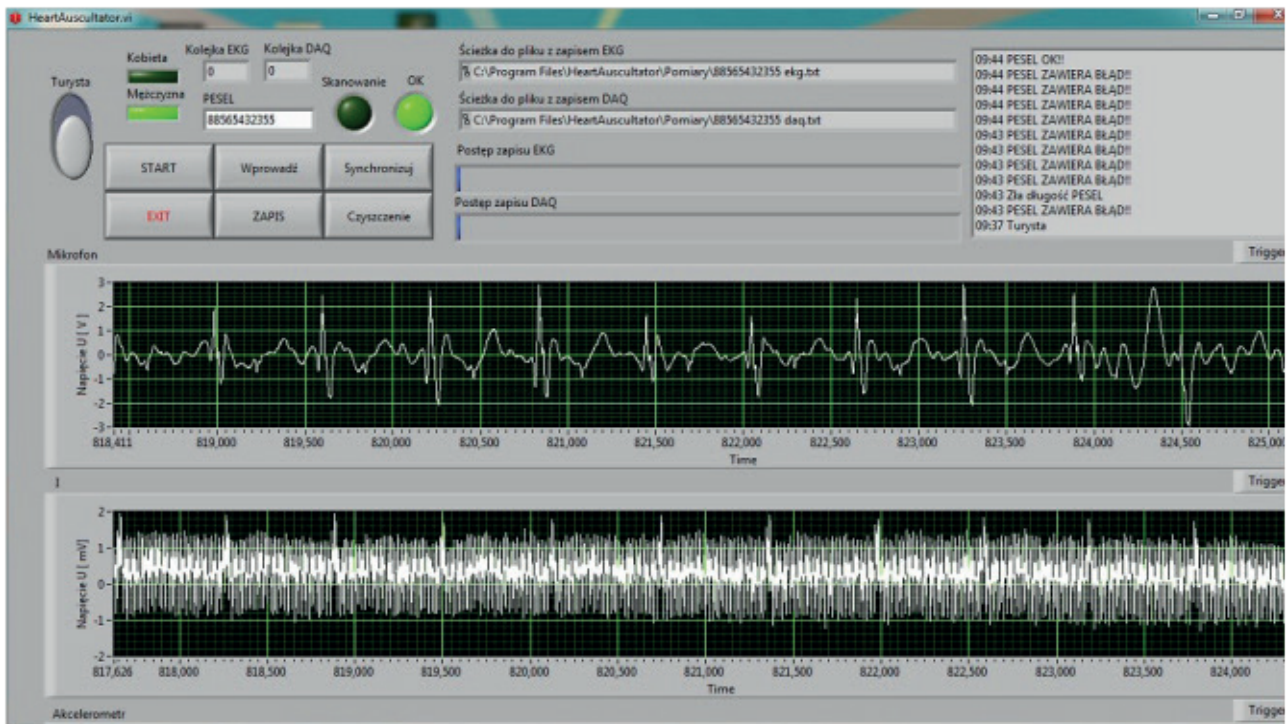 HeartAuscultator.vi
Turysta
Kobieta
Mężczyzna
Kolejka EKG
0
Kolejka DAQ
0
PESEL
88565432355
Skanowanie
OK
START
Wprowadź
Synchronizuj
EXIT
ZAPIS
Czyszczenie
Ścieżka do pliku z zapisem EKG
C:\Program Files\HeartAuscultator\Pomiary\88565432355 ekg.txt
Ścieżka do pliku z zapisem DAQ
C:\Program Files\HeartAuscultator\Pomiary\88565432355 daq.txt
Postęp zapisu EKG
Postęp zapisu DAQ
09:44 PESEL OK!!
09:44 PESEL ZAWIERA BŁĄD!!
09:44 PESEL ZAWIERA BŁĄD!!
09:44 PESEL ZAWIERA BŁĄD!!
09:44 PESEL ZAWIERA BŁĄD!!
09:43 PESEL ZAWIERA BŁĄD!!
09:43 PESEL ZAWIERA BŁĄD!!
09:43 PESEL ZAWIERA BŁĄD!!
09:43 PESEL ZAWIERA BŁĄD!!
09:43 Zła długość PESEL
09:43 PESEL ZAWIERA BŁĄD!!
09:37 Turysta
Mikrofon
Trigge
Napięcie U [ V ]
3
2
1
0
-1
-2
-3
818,411 819,000 819,500 820,000 820,500 821,000 821,500 822,000 822,500 823,000 823,500 824,000 824,500 825,00
Time
I
Trigge
Napięcie U [ mV]
2
1
0
-1
-2
817,626 818,000 818,500 819,000 819,500 820,000 820,500 821,000 821,500 822,000 822,500 823,000 823,500 824,000
Time
Akcelerometr
Trigge